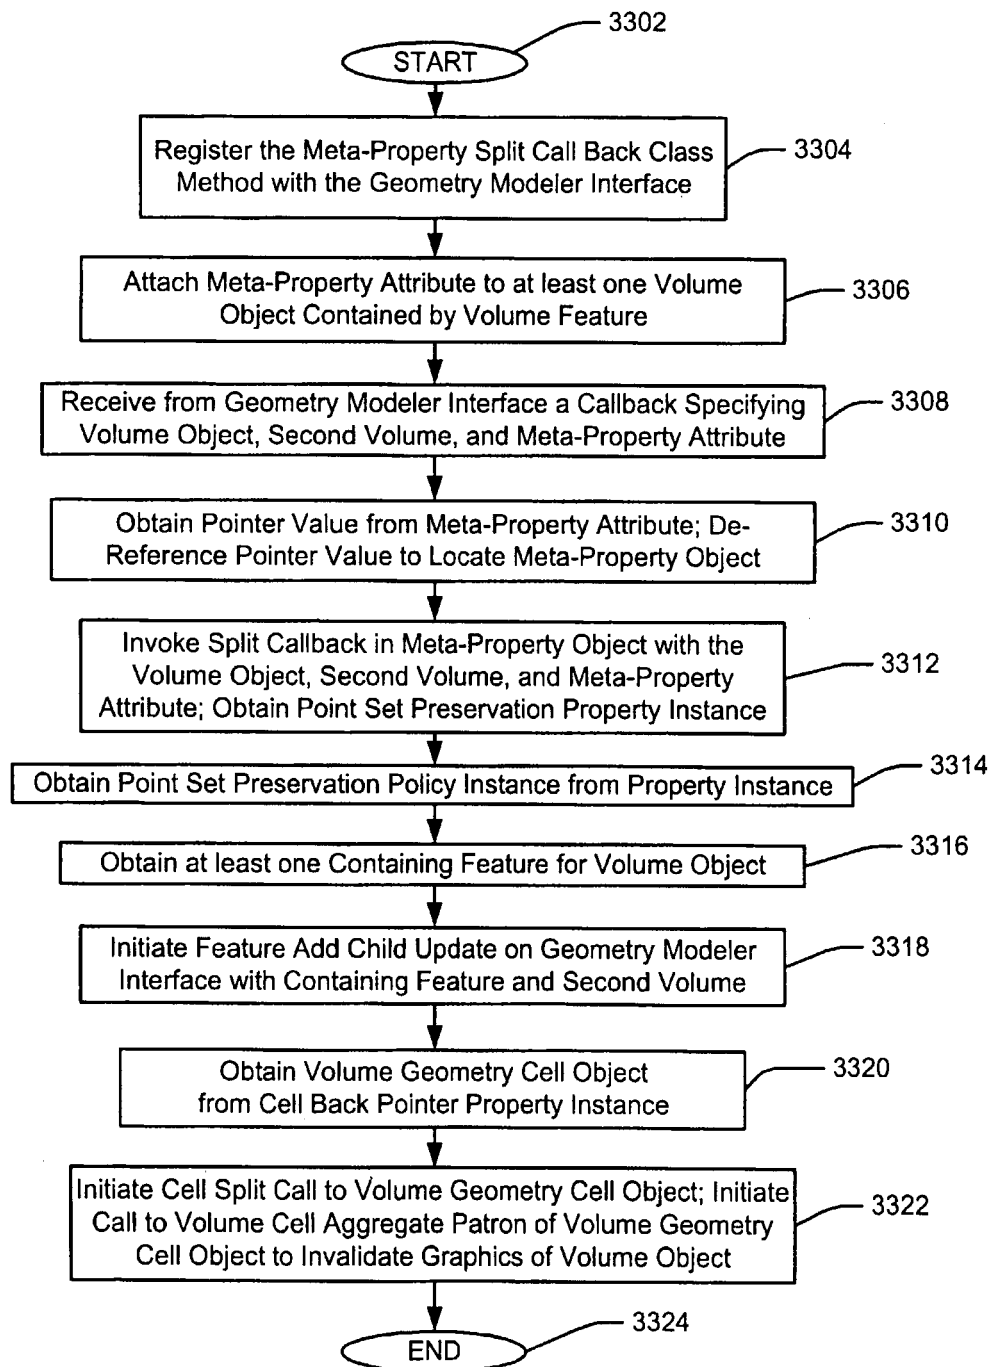 3302
START
Register the Meta-Property Split Call Back Class
Method with the Geometry Modeler Interface
3304
Attach Meta-Property Attribute to at least one Volume
Object Contained by Volume Feature
3306
Receive from Geometry Modeler Interface a Callback Specifying
Volume Object, Second Volume, and Meta-Property Attribute
3308
Obtain Pointer Value from Meta-Property Attribute; De-
Reference Pointer Value to Locate Meta-Property Object
3310
Invoke Split Callback in Meta-Property Object with the
Volume Object, Second Volume, and Meta-Property
Attribute; Obtain Point Set Preservation Property Instance
3312
Obtain Point Set Preservation Policy Instance from Property Instance
3314
Obtain at least one Containing Feature for Volume Object
3316
Initiate Feature Add Child Update on Geometry Modeler
Interface with Containing Feature and Second Volume
3318
Obtain Volume Geometry Cell Object
from Cell Back Pointer Property Instance
3320
Initiate Cell Split Call to Volume Geometry Cell Object; Initiate
Call to Volume Cell Aggregate Patron of Volume Geometry
Cell Object to Invalidate Graphics of Volume Object
3322
END
3324